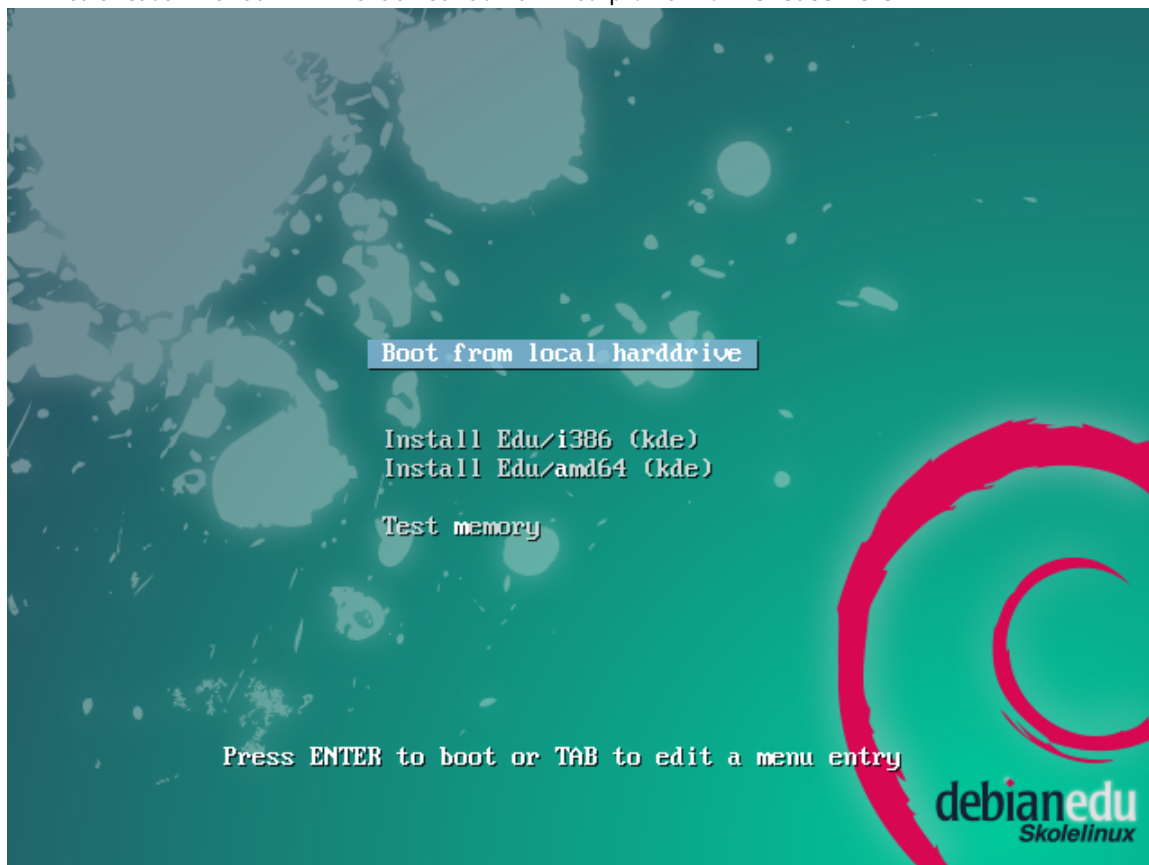 Boot from local harddrive
Install Edu/i386 (kde)
Install Edu/amd64 (kde)
Test memory
Press ENTER to boot or TAB to edit a menu entry
debianedu
Skolelinux